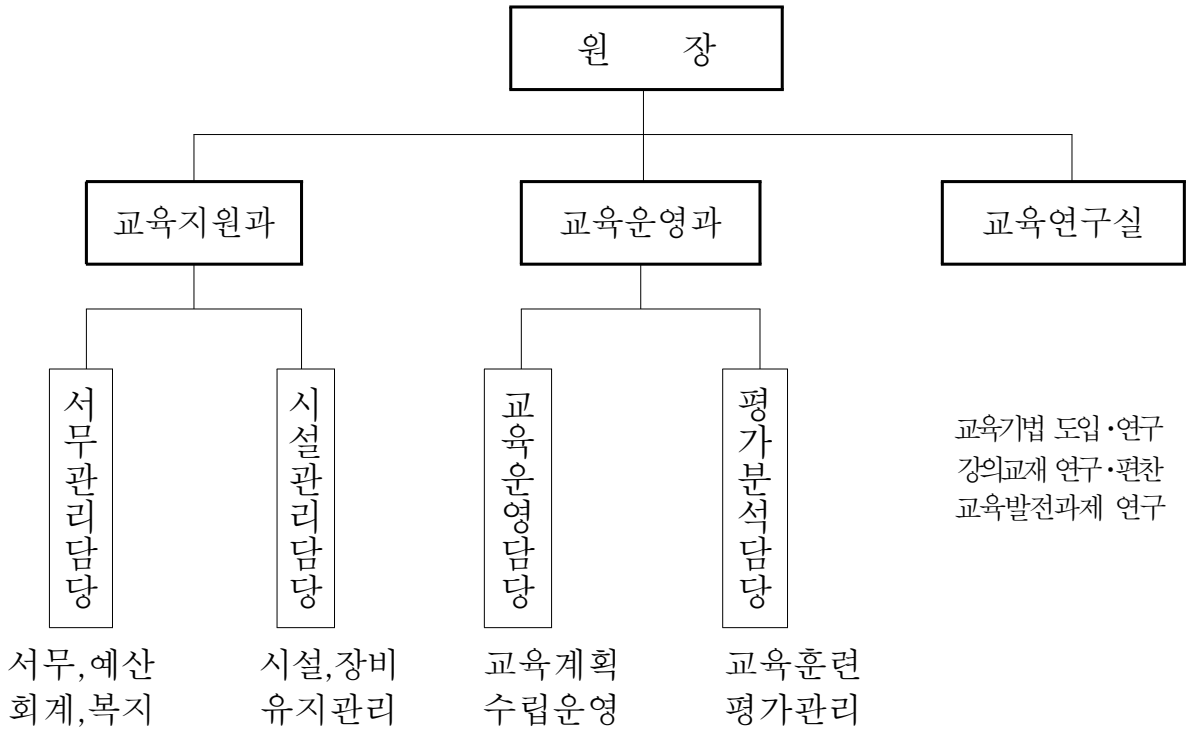 원 장
교육지원과
교육운영과
교육연구실
서무관리담당
시설관리담당
교육운영담당
평가분석담당
교육기법 도입·연구
강의교재 연구·편찬
교육발전과제 연구
서무,예산
회계,복지
시설,장비
유지관리
교육계획
수립운영
교육훈련
평가관리